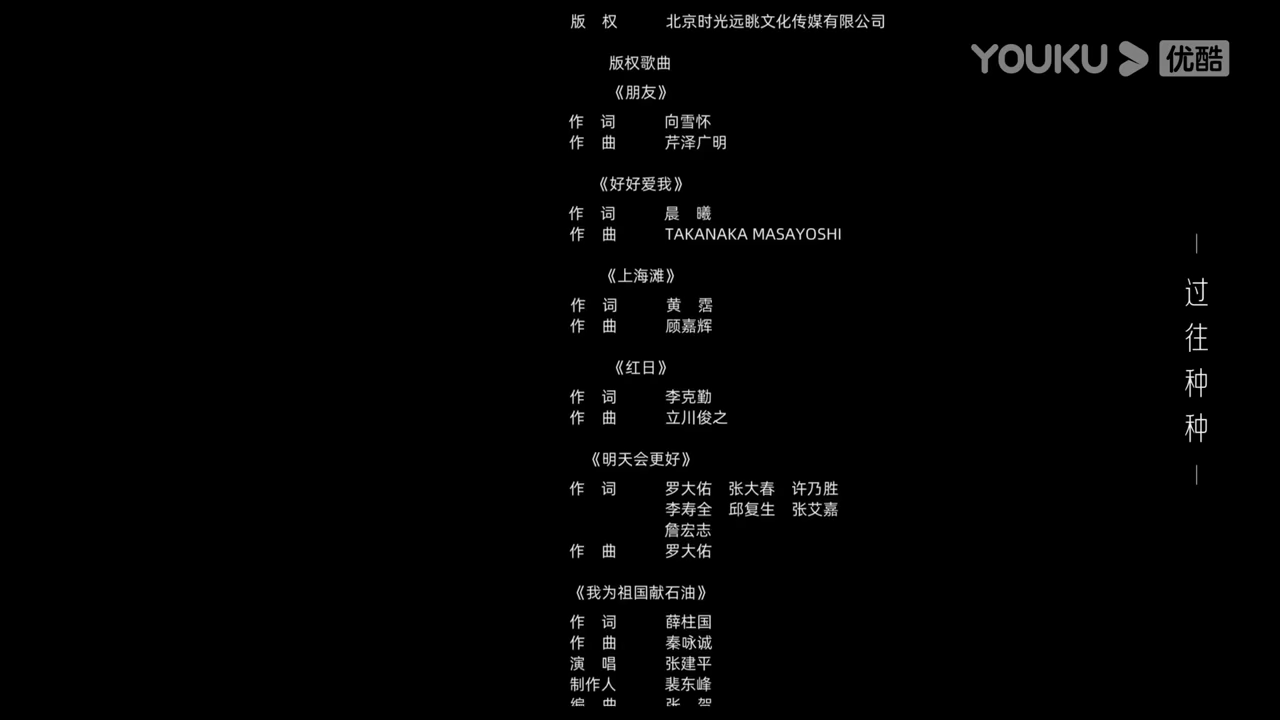 版 权 北京时光远眺文化传媒有限公司
版权歌曲
《朋友》
作 词 向雪怀
作 曲 芹泽广明
《好好爱我》
作 词 晨 曦
作 曲 TAKANAKA MASAYOSHI
《上海滩》
作 词 黄 霑
作 曲 顾嘉辉
《红日》
作 词 李克勤
作 曲 立川俊之
《明天会更好》
作 词 罗大佑 张大春 许乃胜
李寿全 邱复生 张艾嘉
詹宏志
作 曲 罗大佑
《我为祖国献石油》
作 词 薛柱国
作 曲 秦咏诚
演 唱 张建平
制作人 裴东峰
编 曲 张 贺
YOUKU 优酷
过往种种